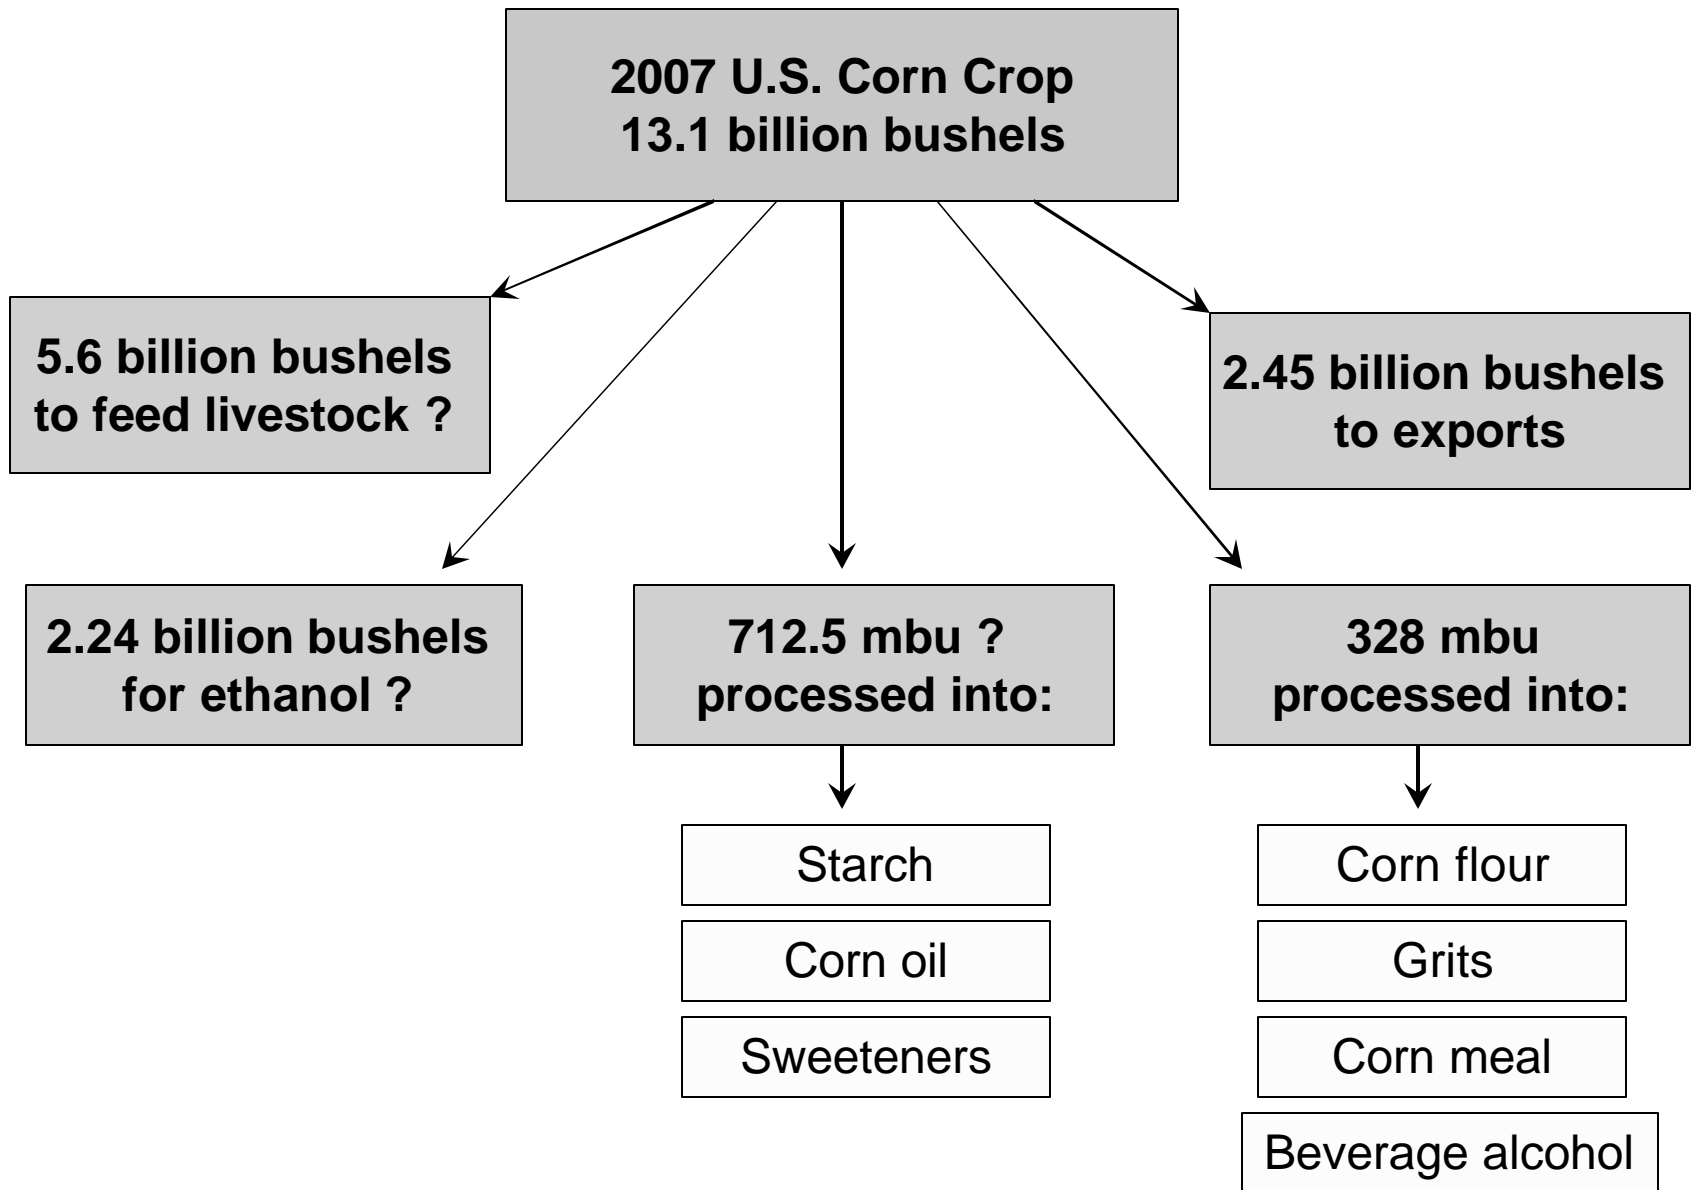 2007 U.S. Corn Crop
13.1 billion bushels
5.6 billion bushels
to feed livestock ?
2.45 billion bushels
to exports
2.24 billion bushels
for ethanol ?
712.5 mbu ?
processed into:
328 mbu
processed into:
Starch
Corn oil
Sweeteners
Corn flour
Grits
Corn meal
Beverage alcohol